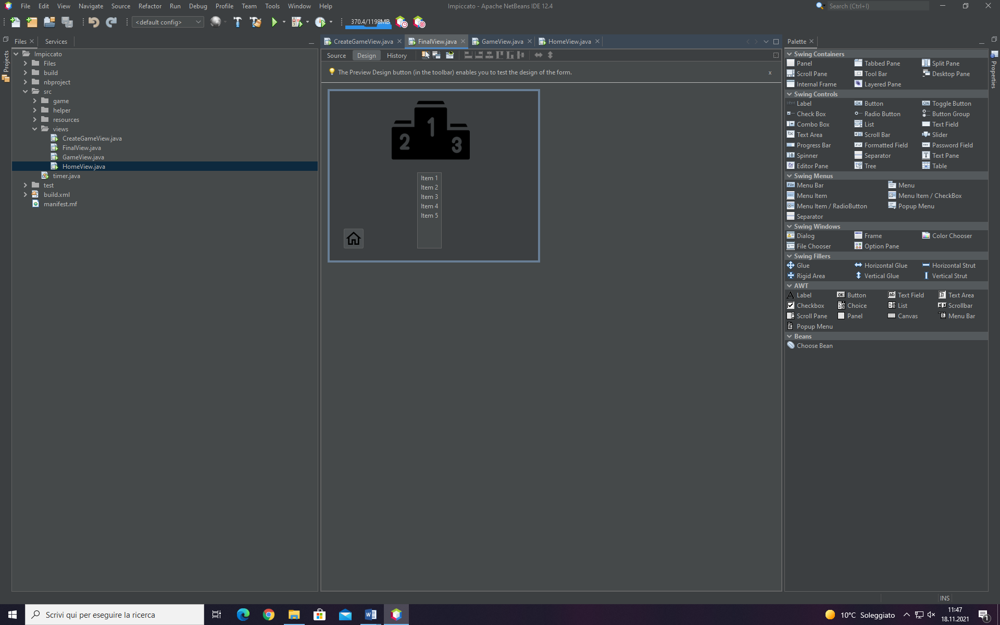 File Edit View Navigate Source Refactor Run Debug Profile Team Tools Window Help
Impiccato - Apache NetBeans IDE 12.4
Search (Ctrl+I)
<default config>
370.4/1198MB
Files
Services
Projects
Impiccato
Files
build
nbproject
src
game
helper
resources
views
CreateGameView.java
FinalView.java
GameView.java
HomeView.java
timer.java
test
build.xml
manifest.mf
CreateGameView.java FinalView.java GameView.java HomeView.java
Source Design History
The Preview Design button (in the toolbar) enables you to test the design of the form.
x
1
2
3
Item 1
Item 2
Item 3
Item 4
Item 5
Palette
Properties
Swing Containers
Panel Tabbed Pane Split Pane
Scroll Pane Tool Bar Desktop Pane
Internal Frame Layered Pane
Swing Controls
Label Button Toggle Button
Check Box Radio Button Button Group
Combo Box List Text Field
Text Area Scroll Bar Slider
Progress Bar Formatted Field Password Field
Spinner Separator Text Pane
Editor Pane Tree Table
Swing Menus
Menu Bar Menu
Menu Item Menu Item / CheckBox
Menu Item / RadioButton Popup Menu
Separator
Swing Windows
Dialog Frame Color Chooser
File Chooser Option Pane
Swing Fillers
Glue Horizontal Glue Horizontal Strut
Rigid Area Vertical Glue Vertical Strut
AWT
Label Button Text Field Text Area
Checkbox Choice List Scrollbar
Scroll Pane Panel Canvas Menu Bar
Popup Menu
Beans
Choose Bean
INS
Scrivi qui per eseguire la ricerca
10°C Soleggiato
11:47
18.11.2021
1